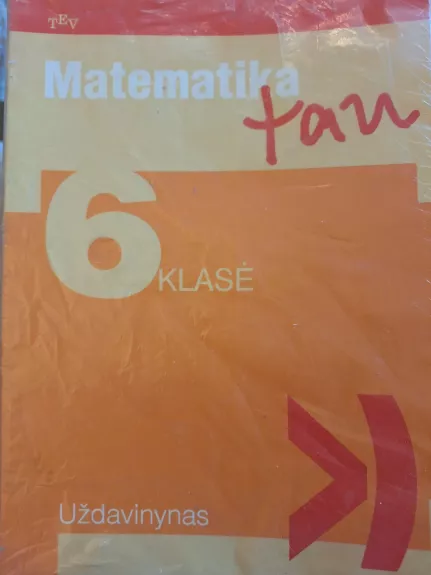 TEV
Matematika
tau
6 KLASĖ
Uždavinynas